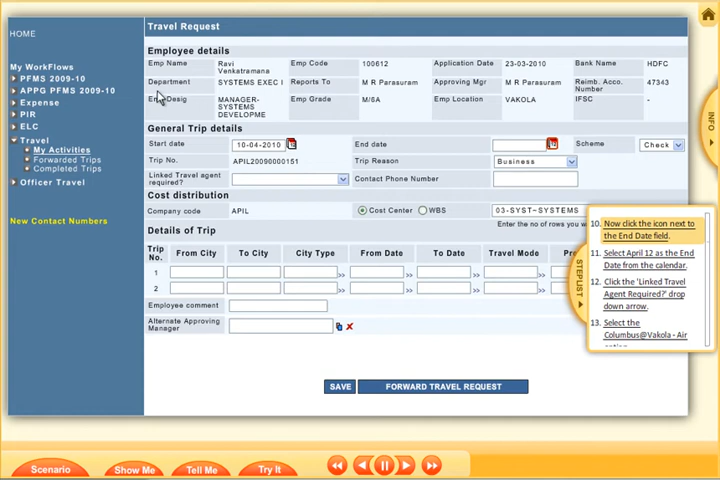 HOME
My WorkFlows
PFMS 2009-10
APPG PFMS 2009-10
Expense
PIR
ELC
Travel
My Activities
Forwarded Trips
Completed Trips
Officer Travel
New Contact Numbers
Travel Request
Employee details
Emp Name Ravi Venkatramana Emp Code 100612 Application Date 23-03-2010 Bank Name HDFC
Department SYSTEMS EXEC I Reports To M R Parasuram Approving Mgr M R Parasuram Reimb. Acco. Number 47343
Desig MANAGER-SYSTEMS DEVELOPME Emp Grade M/SA Emp Location VAKOLA IFSC -
General Trip details
Start date 10-04-2010 End date Scheme Check
Trip No. APIL20090000151 Trip Reason Business
Linked Travel agent required? Contact Phone Number
Cost distribution
Company code APIL Cost Center WBS 03-SYST-SYSTEMS
Enter the no of rows you w
Details of Trip
Trip No. From City To City City Type From Date To Date Travel Mode Pre
1 >> >> >>
2 >> >> >>
Employee comment
Alternate Approving Manager
SAVE FORWARD TRAVEL REQUEST
INFO
STEPLIST
10. Now click the icon next to
the End Date field.
11. Select April 12 as the End
Date from the calendar.
12. Click the 'Linked Travel
Agent Required?' drop
down arrow.
13. Select the
Columbus@Vakola - Air
Scenario Show Me Tell Me Try It